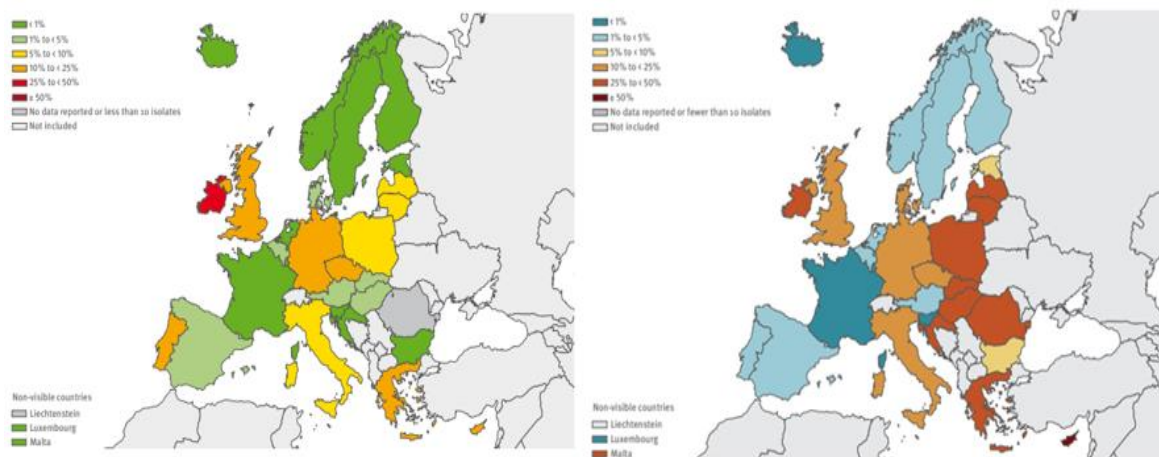 < 1%
1% to < 5%
5% to < 10%
10% to < 25%
25% to < 50%
≥ 50%
No data reported or less than 10 isolates
Not included
Non-visible countries
Liechtenstein
Luxembourg
Malta
< 1%
1% to < 5%
5% to < 10%
10% to < 25%
25% to < 50%
≥ 50%
No data reported or fewer than 10 isolates
Not included
Non-visible countries
Liechtenstein
Luxembourg
Malta